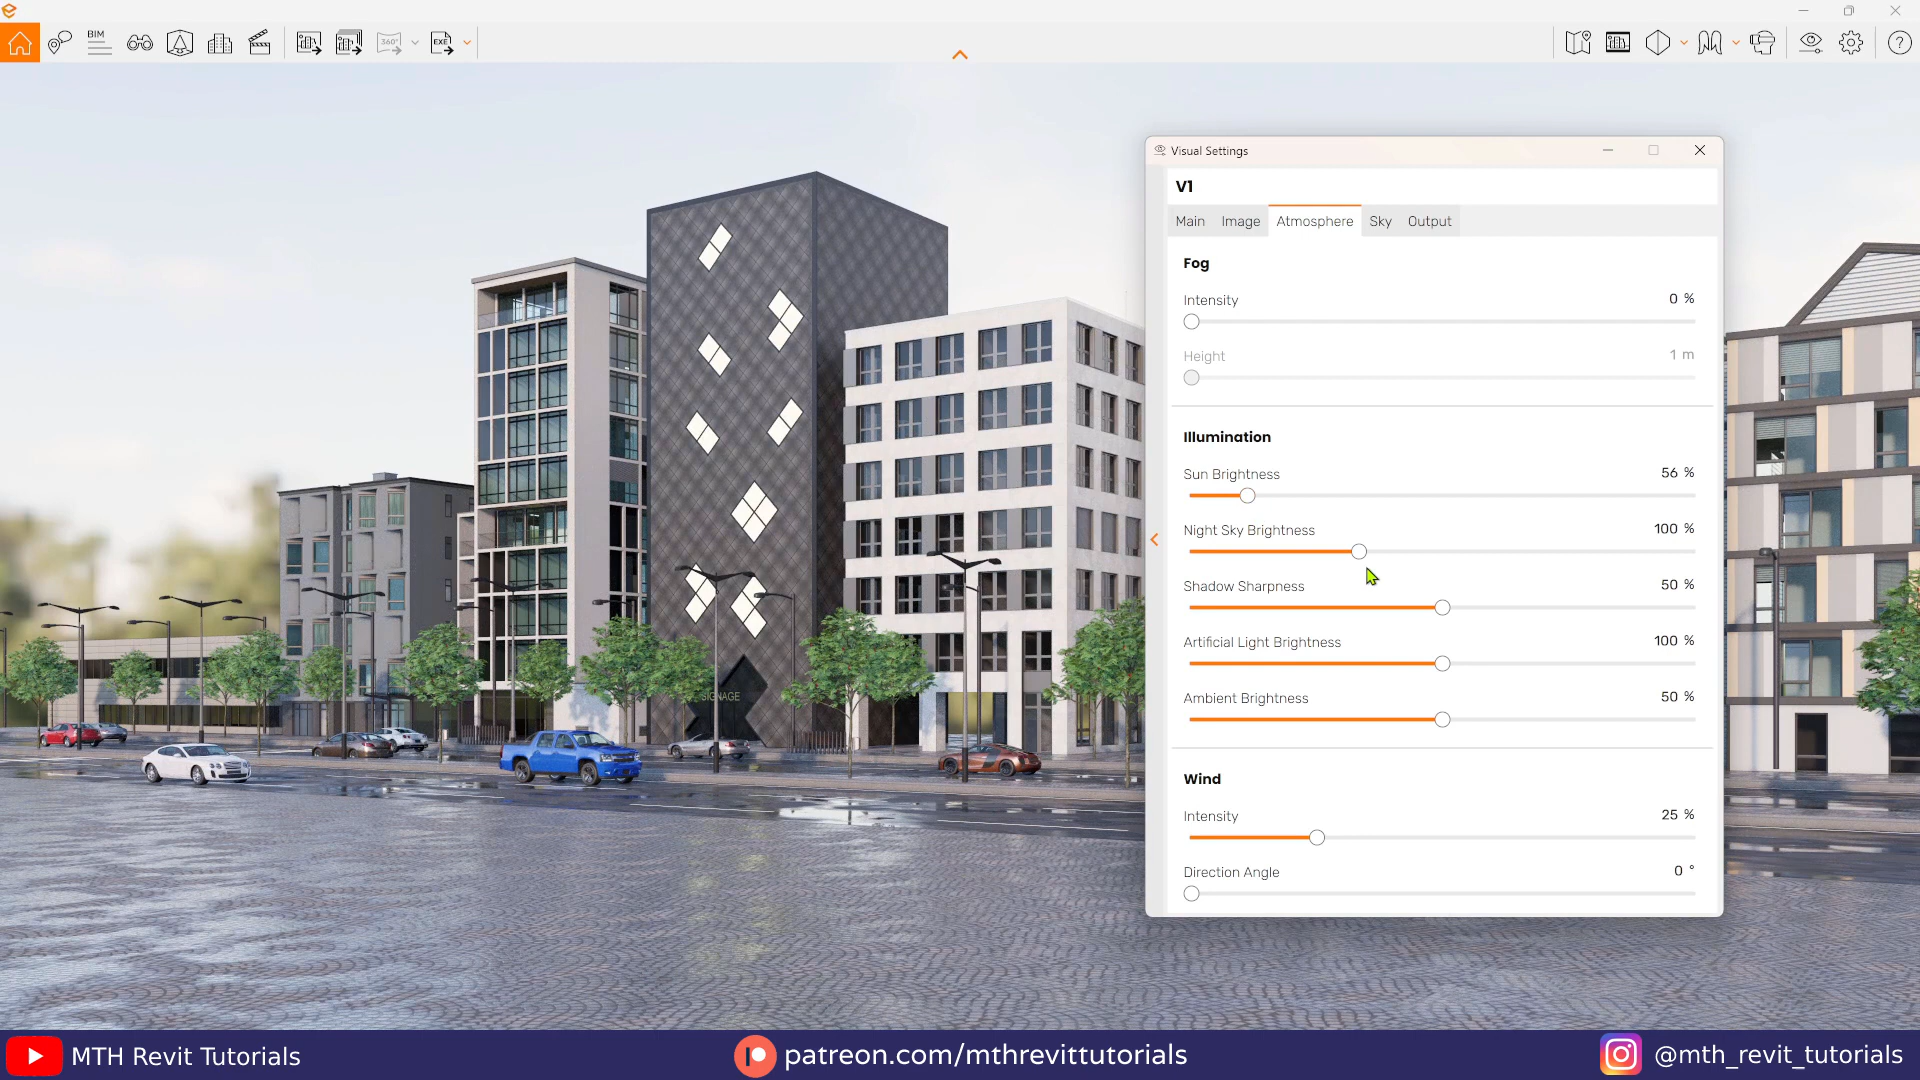 BIM
360°
EXE
?
Visual Settings
V1
Main Image Atmosphere Sky Output
Fog
Intensity 0 %
Height 1 m
Illumination
Sun Brightness 56 %
Night Sky Brightness 100 %
Shadow Sharpness 50 %
Artificial Light Brightness 100 %
Ambient Brightness 50 %
Wind
Intensity 25 %
Direction Angle 0 °
SIGNAGE
MTH Revit Tutorials
patreon.com/mthrevittutorials
@mth_revit_tutorials